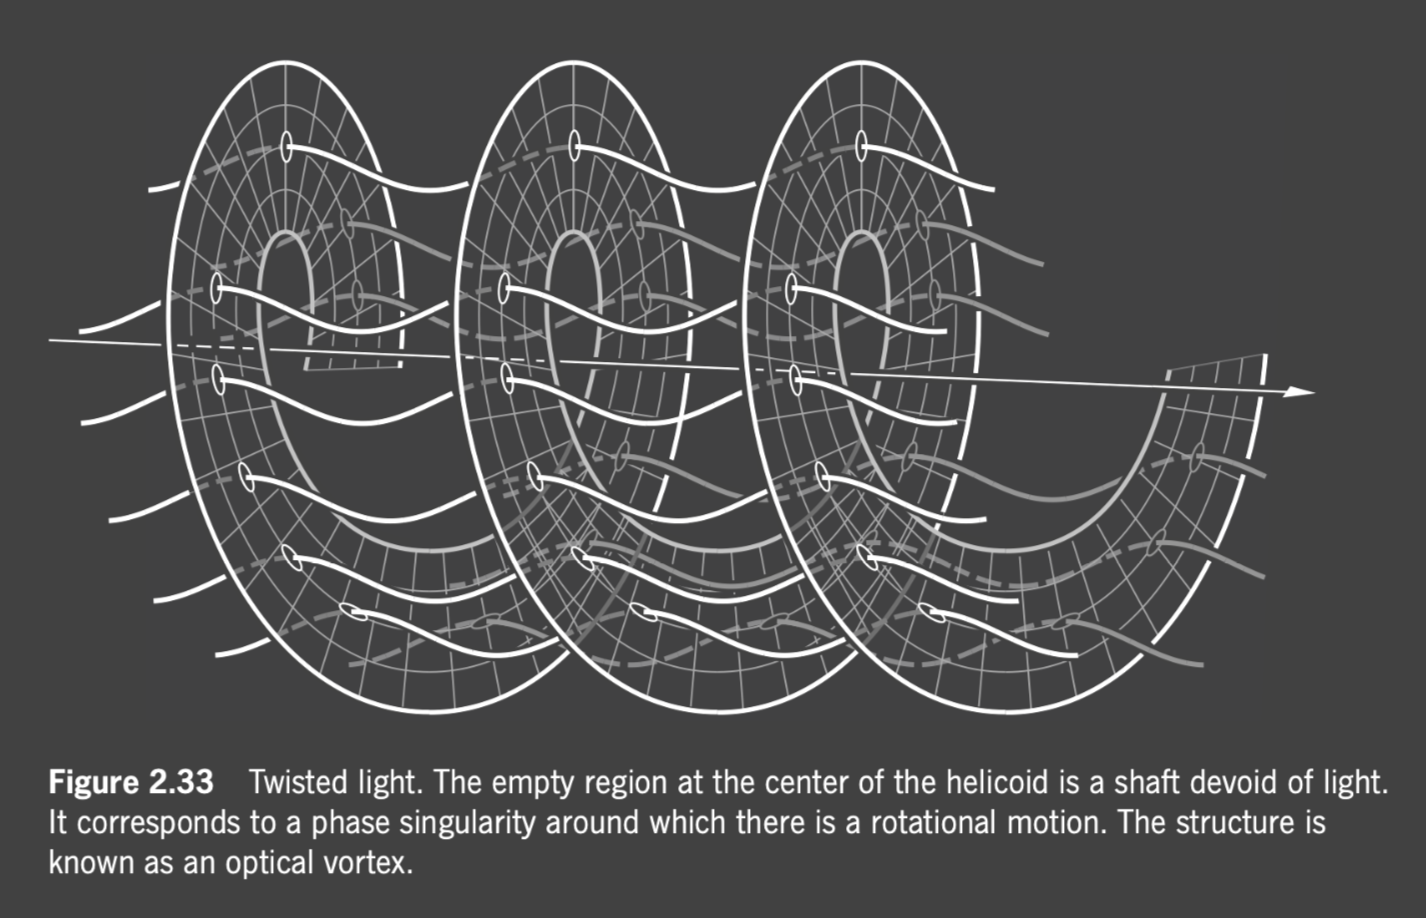 Figure 2.33 Twisted light. The empty region at the center of the helicoid is a shaft devoid of light.
It corresponds to a phase singularity around which there is a rotational motion. The structure is
known as an optical vortex.